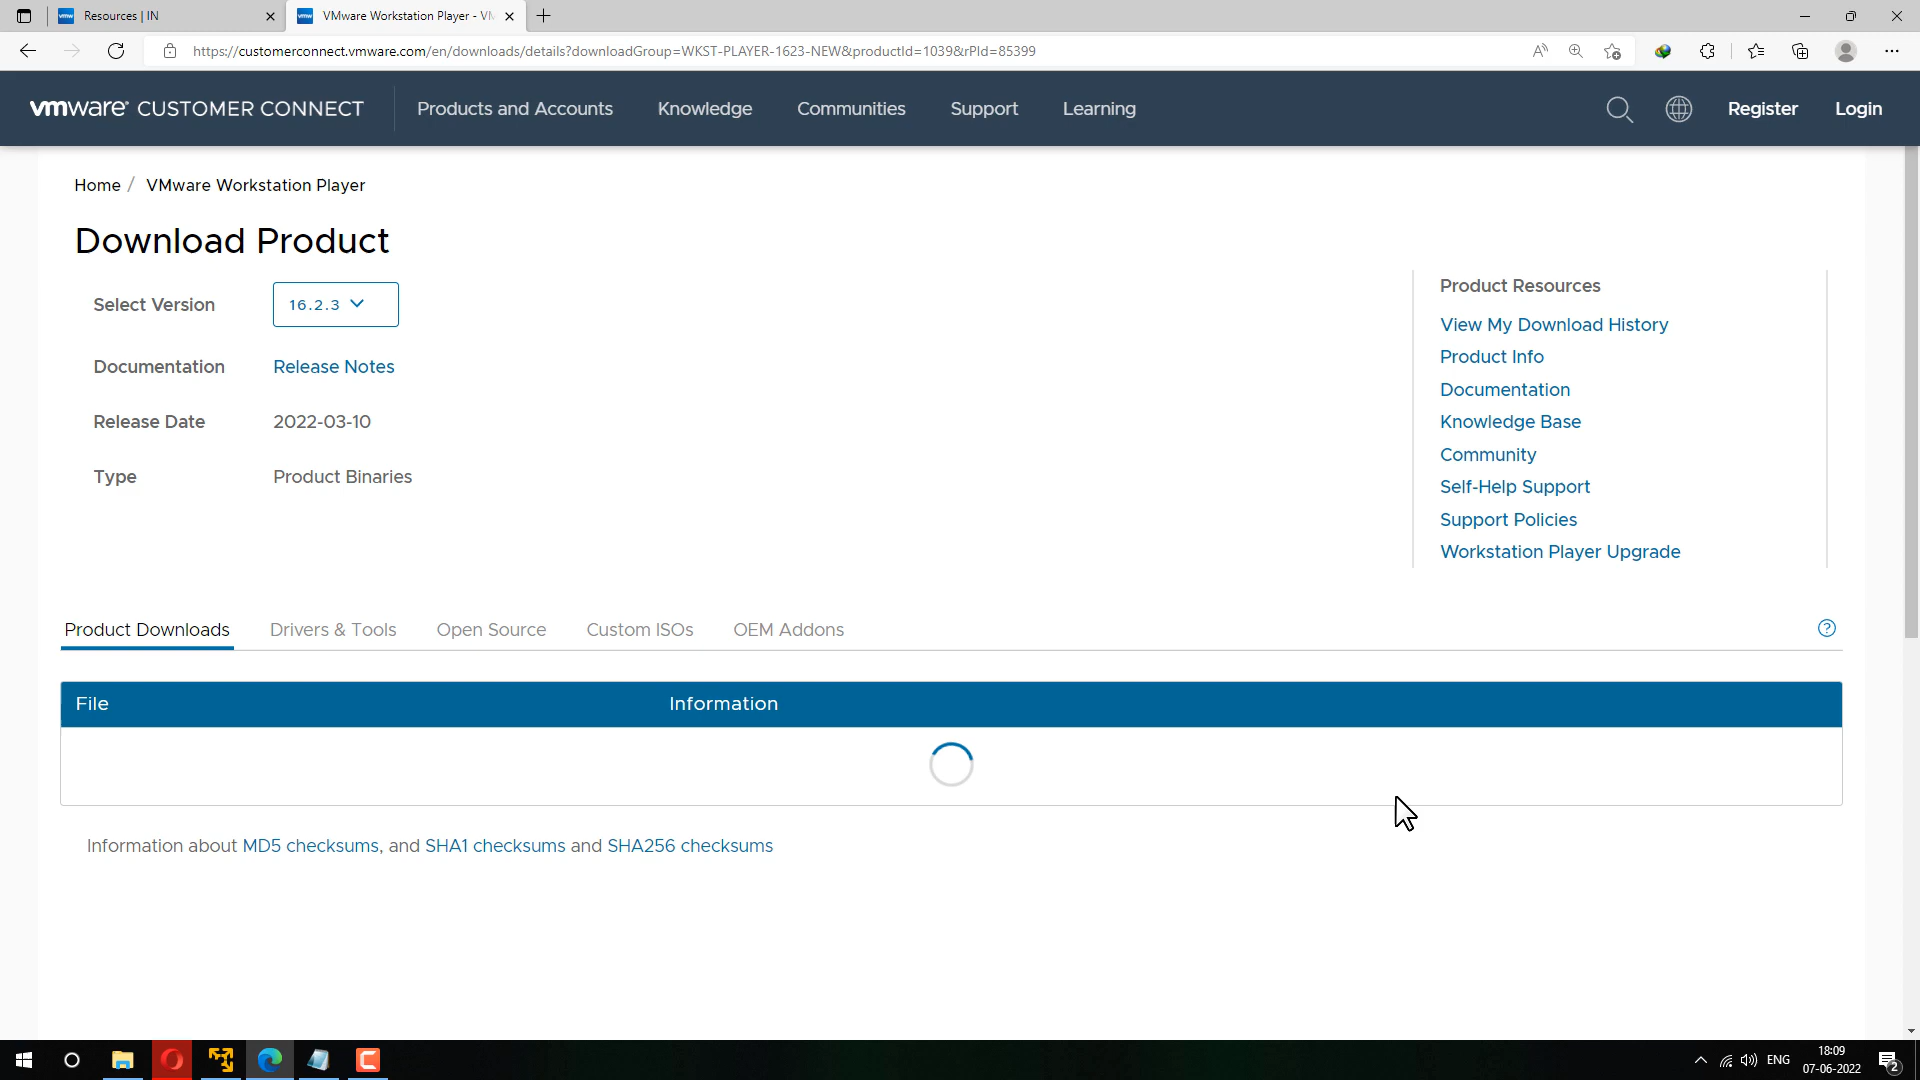 Resources | IN
VMware Workstation Player - VM
https://customerconnect.vmware.com/en/downloads/details?downloadGroup=WKST-PLAYER-1623-NEW&productId=1039&rPId=85399
vmware CUSTOMER CONNECT
Products and Accounts
Knowledge
Communities
Support
Learning
Register
Login
Home / VMware Workstation Player
Download Product
Select Version
16.2.3
Documentation
Release Notes
Release Date
2022-03-10
Type
Product Binaries
Product Resources
View My Download History
Product Info
Documentation
Knowledge Base
Community
Self-Help Support
Support Policies
Workstation Player Upgrade
Product Downloads
Drivers & Tools
Open Source
Custom ISOs
OEM Addons
File
Information
Information about MD5 checksums, and SHA1 checksums and SHA256 checksums
ENG
18:09
07-06-2022
2